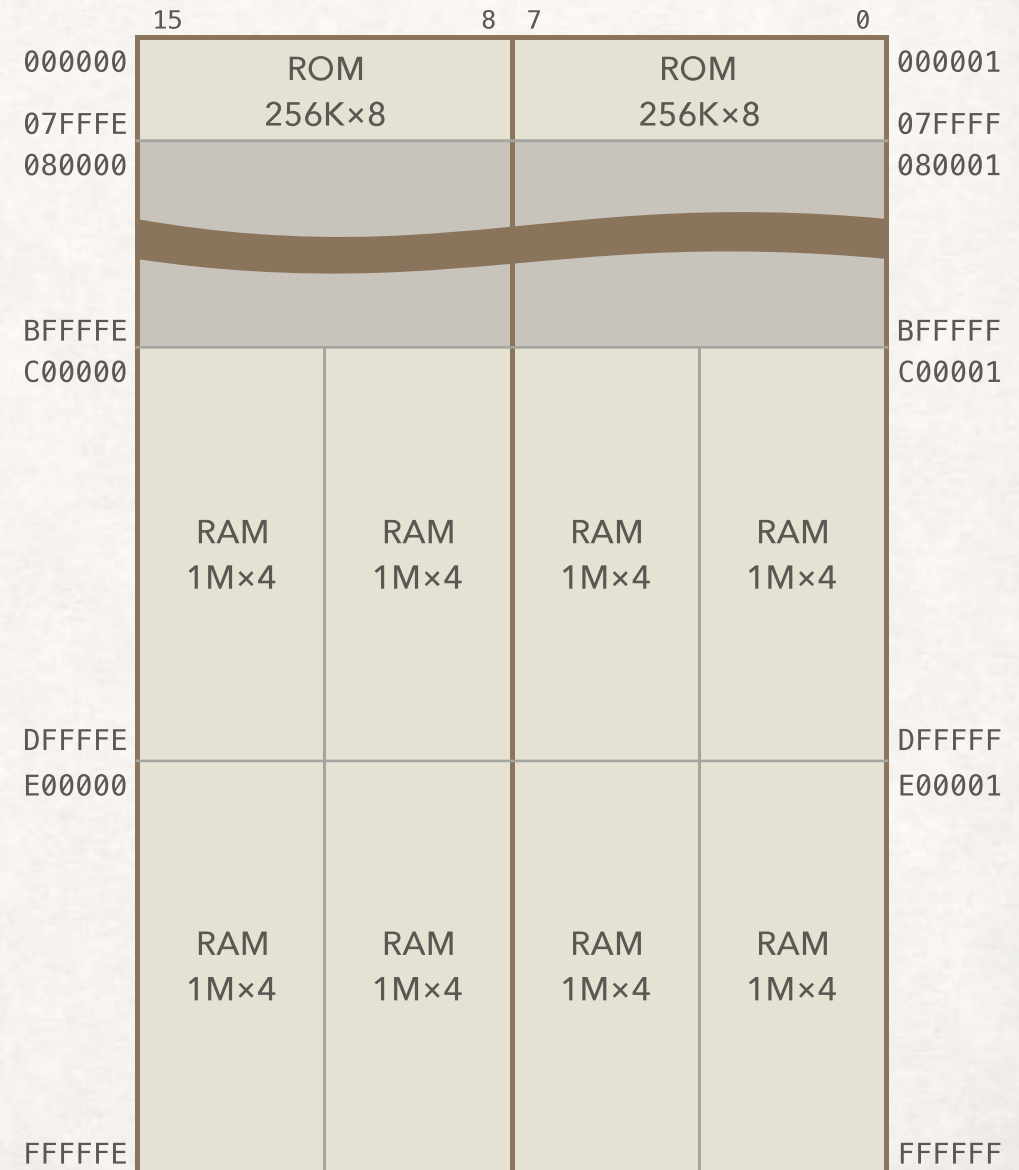 15 8 7 0
000000 ROM ROM 000001
07FFFE 256K×8 256K×8 07FFFF
080000 080001
BFFFFE BFFFFF
C00000 C00001
RAM RAM RAM RAM
1M×4 1M×4 1M×4 1M×4
DFFFFE DFFFFF
E00000 E00001
RAM RAM RAM RAM
1M×4 1M×4 1M×4 1M×4
FFFFFE FFFFFF